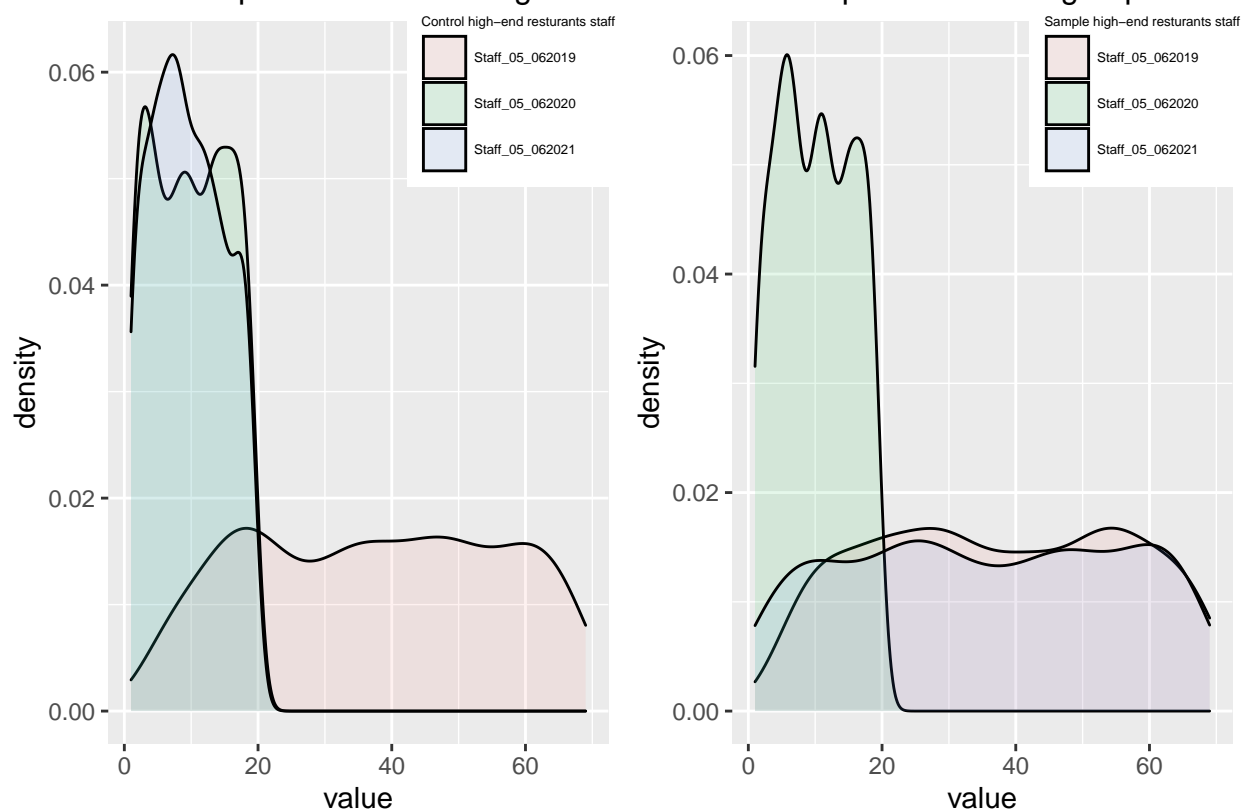 Control high−end resturants staff
Staff_05_062019
Staff_05_062020
Staff_05_062021
0.06
0.04
0.02
0.00
density
0
20
40
60
value
Sample high−end resturants staff
Staff_05_062019
Staff_05_062020
Staff_05_062021
0.06
0.04
0.02
0.00
density
0
20
40
60
value